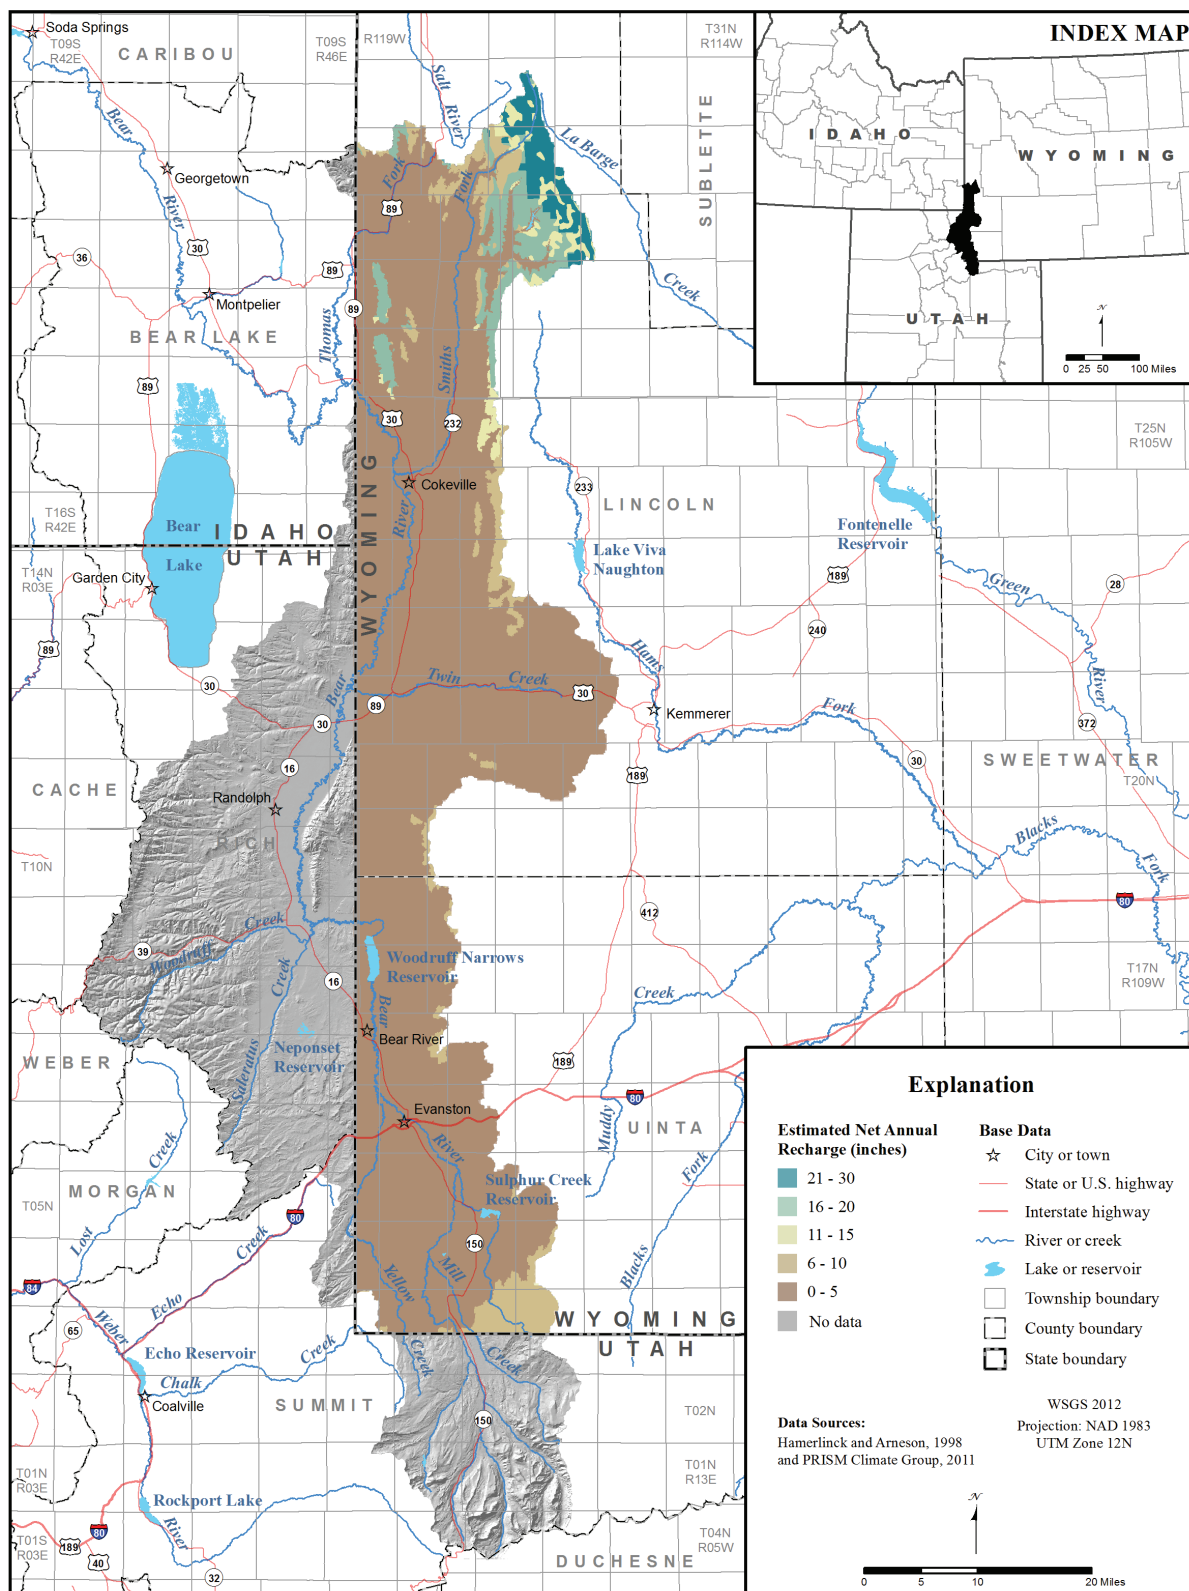 Soda Springs
T09S
R42E
CARIBOU
T09S
R46E
R119W
T31N
R114W
INDEX MAP
IDAHO
WYOMING
UTAH
N
0 25 50 100 Miles
Salt
River
SUBLETTE
La Barge
Creek
Bear
River
Georgetown
Fork
Fork
89
30
36
89
Montpelier
89
BEAR LAKE
Thomas
Smiths
89
30
232
T25N
R105W
WYOMING
Cokeville
River
233
LINCOLN
Fontenelle
Reservoir
T16S
R42E
Bear
IDAHO
Lake
UTAH
Lake Viva
Naughton
T14N
R03E
Garden City
189
Green
28
89
240
Hams
River
30
Bear
Twin
Creek
30
89
Kemmerer
Fork
30
372
16
189
30
SWEETWATER
T20N
CACHE
Randolph
RICH
Blacks
Fork
T10N
80
412
Creek
39
Woodruff
Woodruff Narrows
Reservoir
Creek
16
Creek
T17N
R109W
Bear
Bear River
Neponset
Reservoir
Saleratus
WEBER
189
80
Explanation
Estimated Net Annual
Recharge (inches)
21 - 30
16 - 20
11 - 15
6 - 10
0 - 5
No data
Base Data
City or town
State or U.S. highway
Interstate highway
River or creek
Lake or reservoir
Township boundary
County boundary
State boundary
Evanston
River
Muddy
UINTA
Creek
Fork
MORGAN
T05N
Sulphur Creek
Reservoir
80
Lost
Creek
150
Blacks
Mill
Yellow
84
Echo
Weber
65
WYOMING
UTAH
Echo Reservoir
Creek
Creek
Creek
Chalk
Coalville
SUMMIT
150
T02N
WSGS 2012
Projection: NAD 1983
UTM Zone 12N
Data Sources:
Hamerlinck and Arneson, 1998
and PRISM Climate Group, 2011
T01N
R03E
T01N
R13E
Rockport Lake
River
80
T01S
R03E
189
40
32
T04N
R05W
DUCHESNE
N
0 5 10 20 Miles